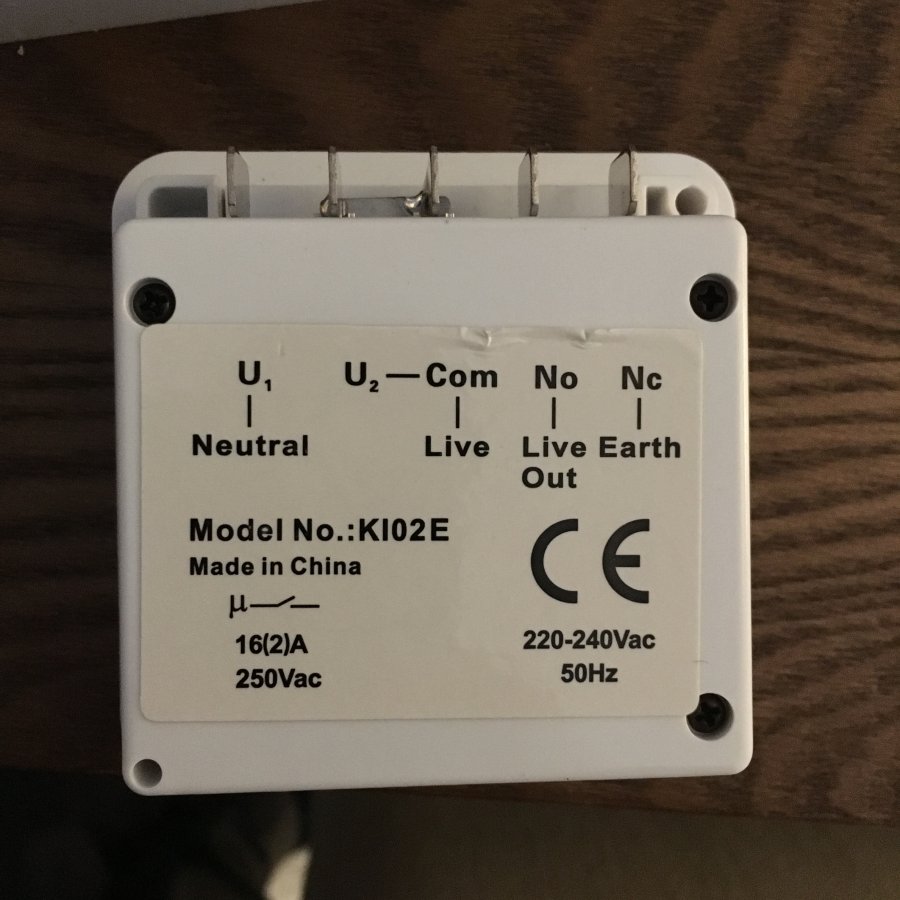 U₁ U₂ — Com No Nc
Neutral Live Live Earth
Out
Model No.:KI02E
Made in China
µ
CE
16(2)A
250Vac
220-240Vac
50Hz